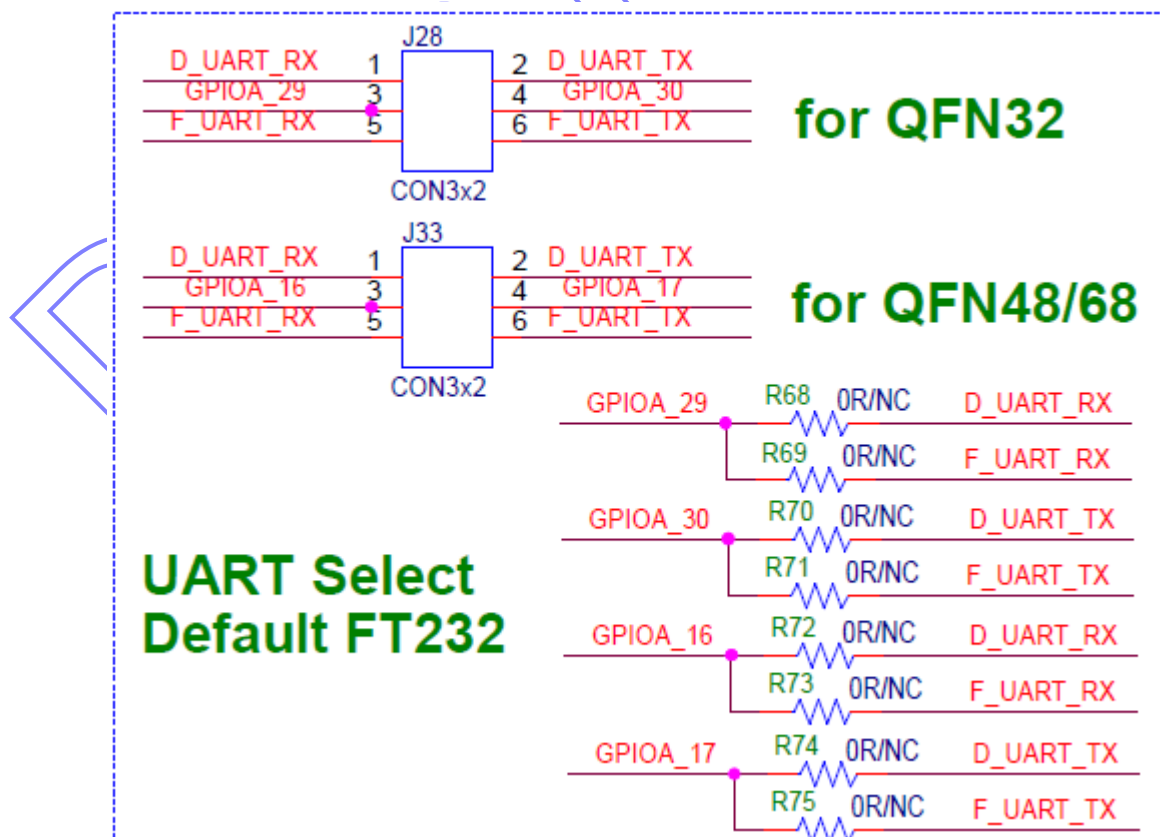 J28
D_UART_RX 1 2 D_UART_TX
GPIOA_29 3 4 GPIOA_30
F_UART_RX 5 6 F_UART_TX
CON3x2
for QFN32
J33
D_UART_RX 1 2 D_UART_TX
GPIOA_16 3 4 GPIOA_17
F_UART_RX 5 6 F_UART_TX
CON3x2
for QFN48/68
GPIOA_29 R68 0R/NC D_UART_RX
R69 0R/NC F_UART_RX
GPIOA_30 R70 0R/NC D_UART_TX
R71 0R/NC F_UART_TX
UART Select
Default FT232
GPIOA_16 R72 0R/NC D_UART_RX
R73 0R/NC F_UART_RX
GPIOA_17 R74 0R/NC D_UART_TX
R75 0R/NC F_UART_TX